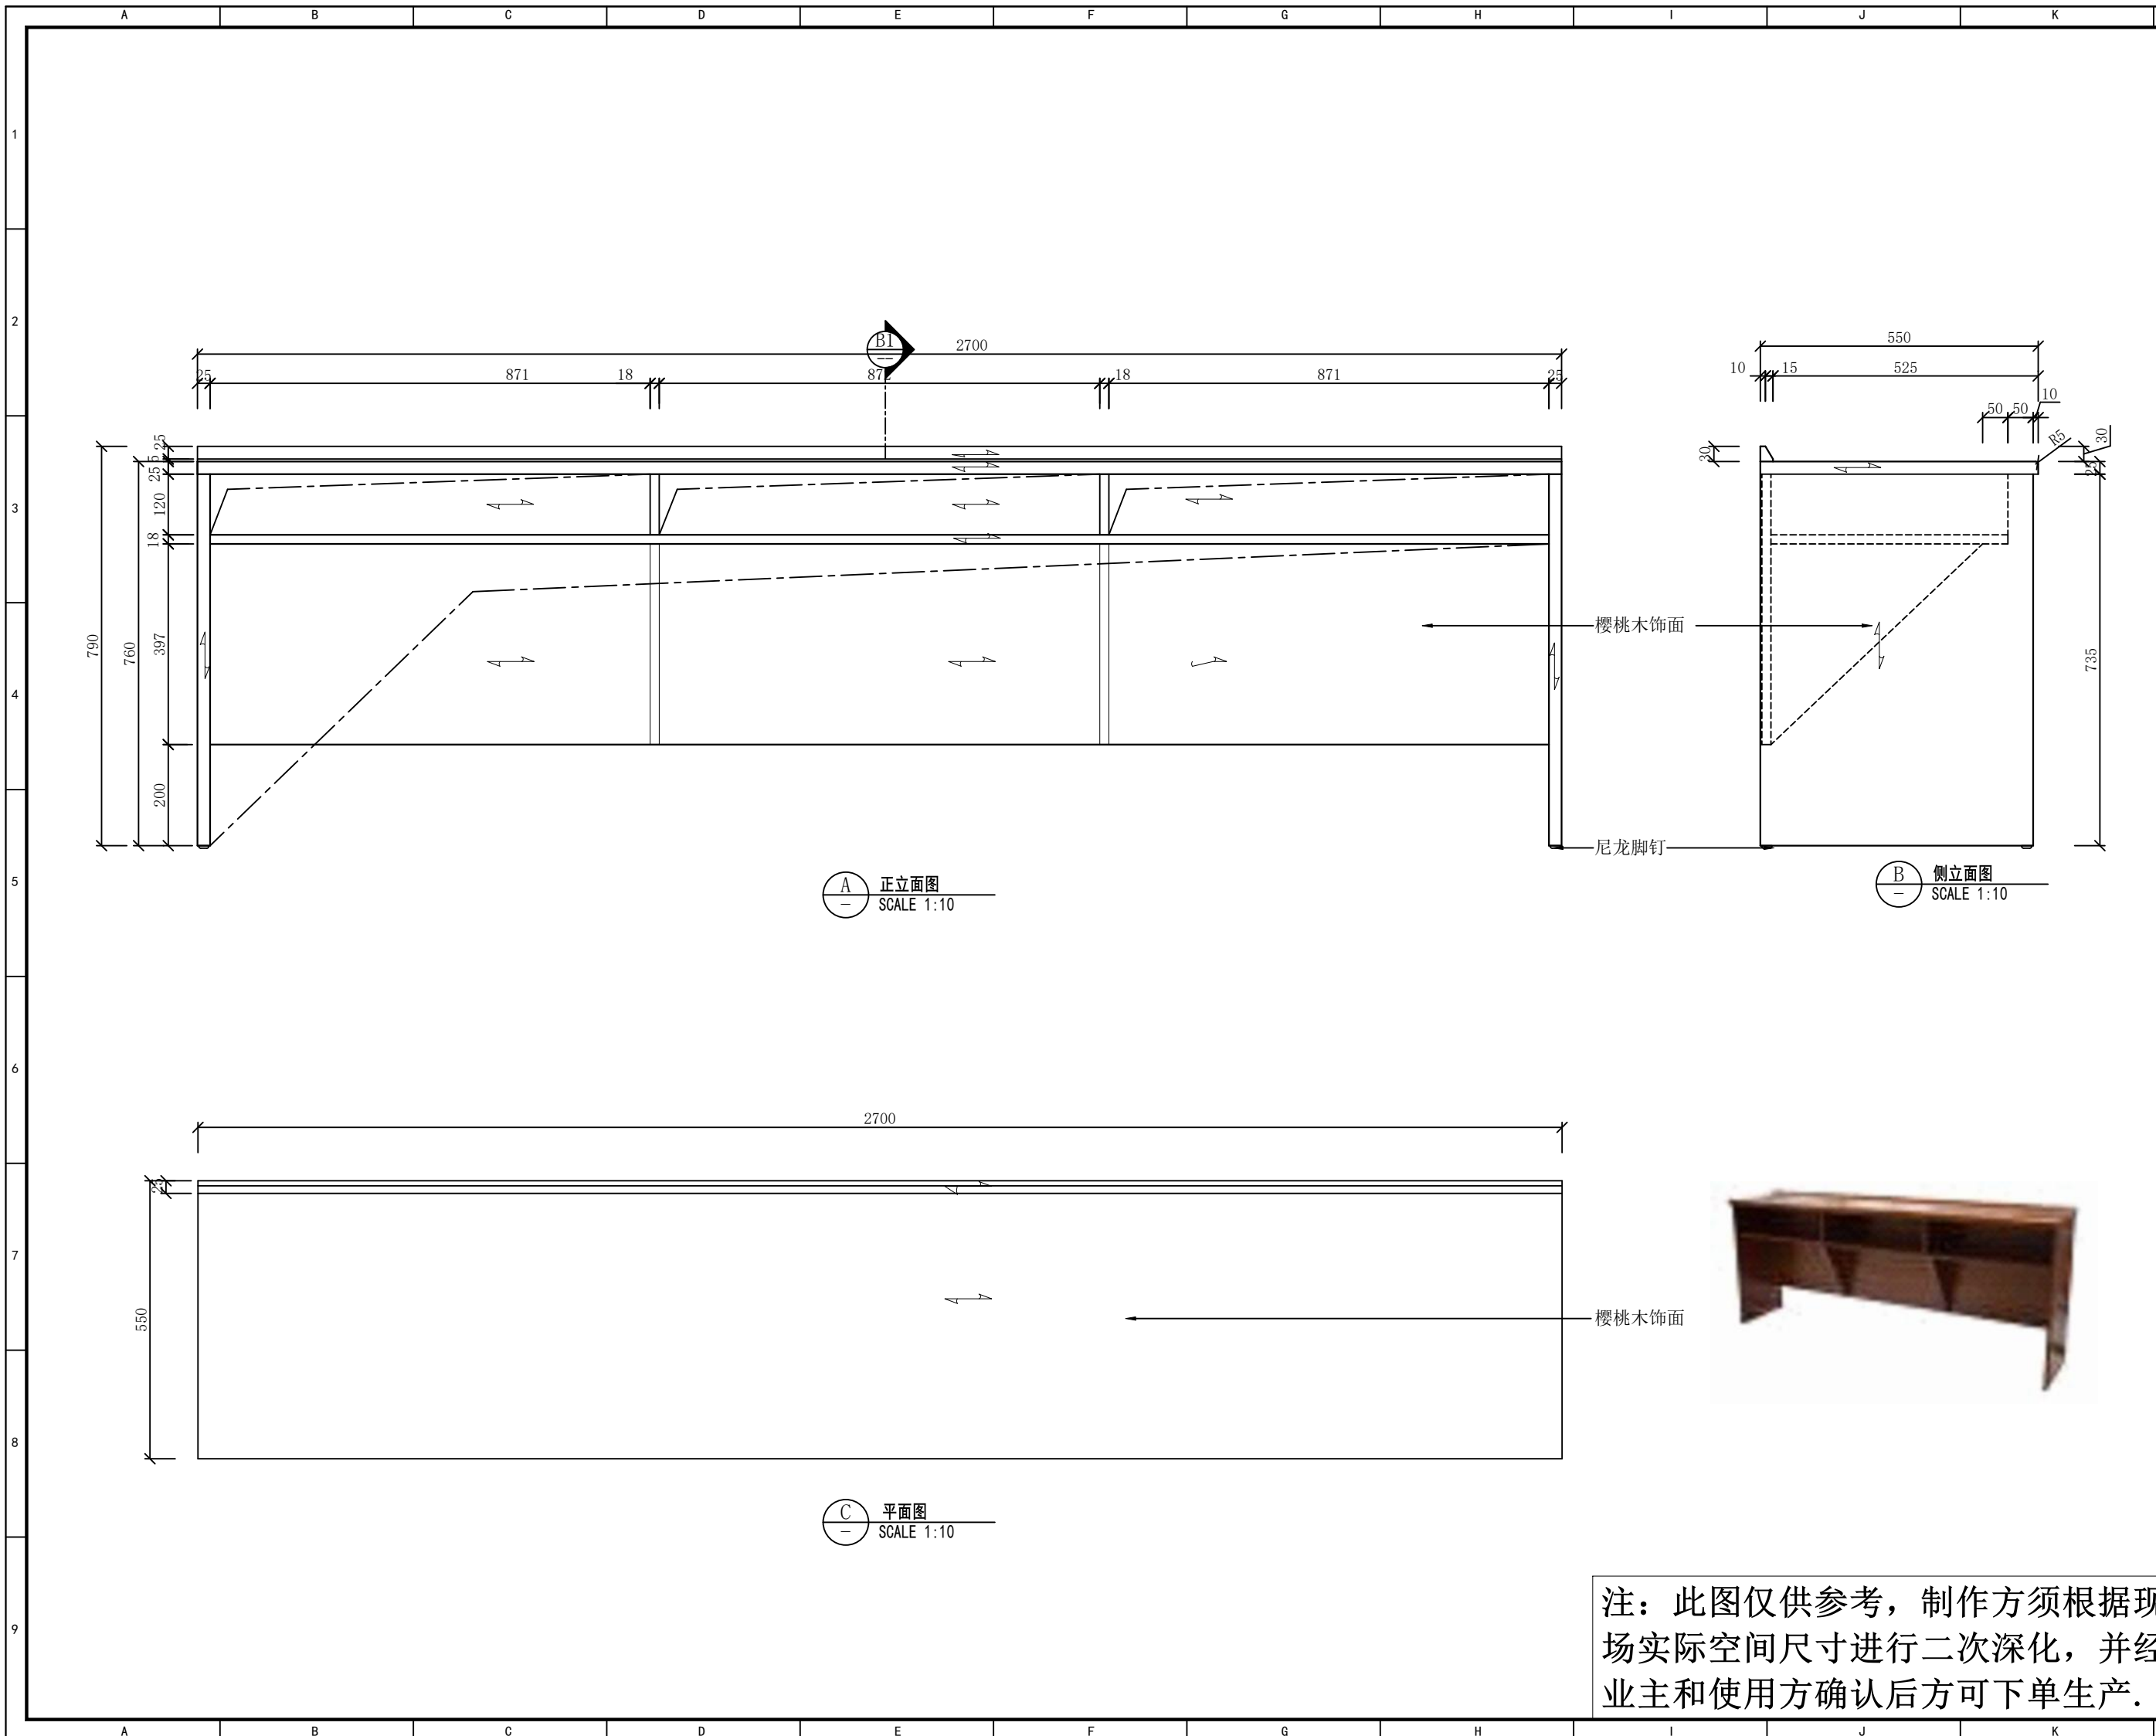 A B C D E F G H I J K
1
2
3
4
5
6
7
8
9
B1
--
2700
25 871 18 872 18 871 25
790
760
25
5
25
120
18
397
200
樱桃木饰面
尼龙脚钉
A
-
正立面图
SCALE 1:10
550
10 15 525
50 50 10
30
R5
30
25
735
B
-
侧立面图
SCALE 1:10
2700
25
550
樱桃木饰面
C
-
平面图
SCALE 1:10
注：此图仅供参考，制作方须根据现
场实际空间尺寸进行二次深化，并经
业主和使用方确认后方可下单生产.
A B C D E F G H I J K